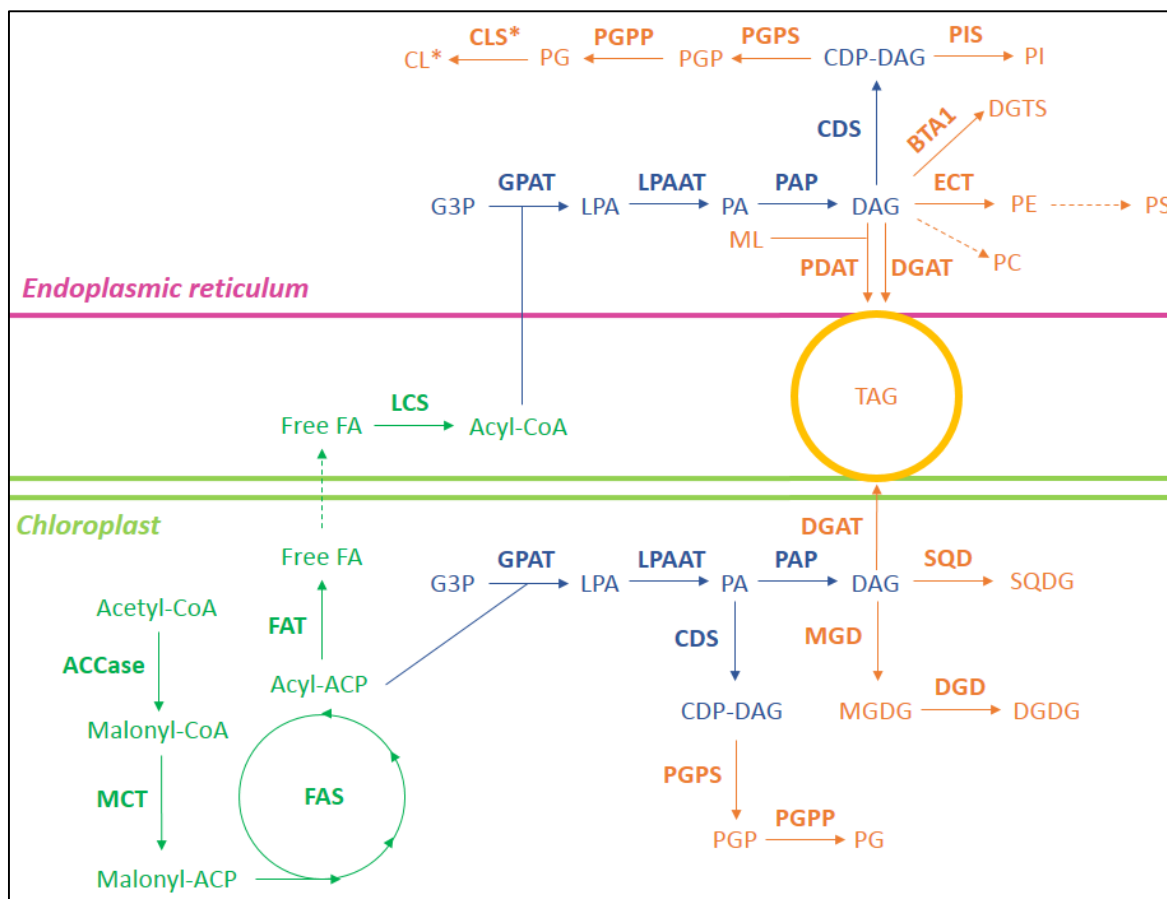 CLS* PGPP PGPS PIS
CL* PG PGP CDP-DAG PI
DGTS
CDS BTA1
GPAT LPAAT PAP ECT
G3P LPA PA DAG PE PS
ML PC
PDAT DGAT
Endoplasmic reticulum
TAG
LCS
Free FA Acyl-CoA
Chloroplast
DGAT
Free FA GPAT LPAAT PAP SQD
G3P LPA PA DAG SQDG
Acetyl-CoA
FAT CDS MGD
ACCase
Acyl-ACP DGD
Malonyl-CoA CDP-DAG MGDG DGDG
PGPS
MCT FAS
PGPP
PGP PG
Malonyl-ACP